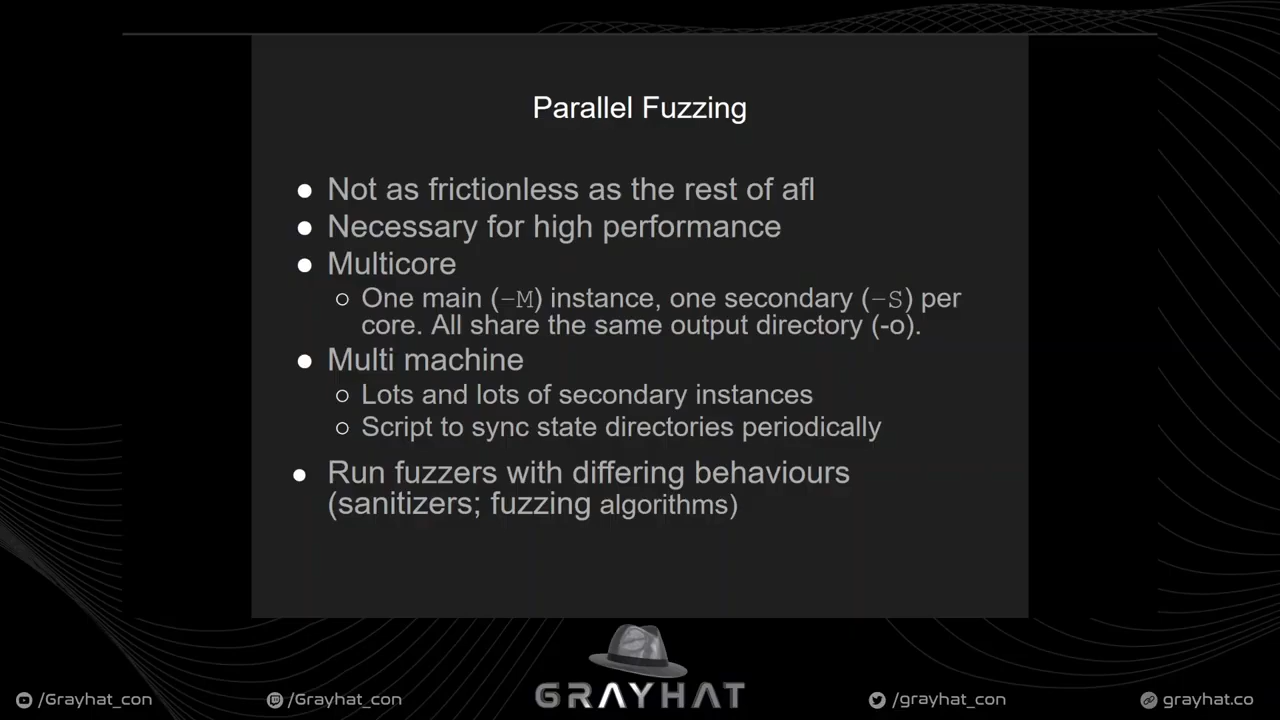 Parallel Fuzzing
● Not as frictionless as the rest of afl
● Necessary for high performance
● Multicore
○ One main (-M) instance, one secondary (-S) per
core. All share the same output directory (-o).
● Multi machine
○ Lots and lots of secondary instances
○ Script to sync state directories periodically
● Run fuzzers with differing behaviours
(sanitizers; fuzzing algorithms)
GRAYHAT
/Grayhat_con
/Grayhat_con
/grayhat_con
grayhat.co